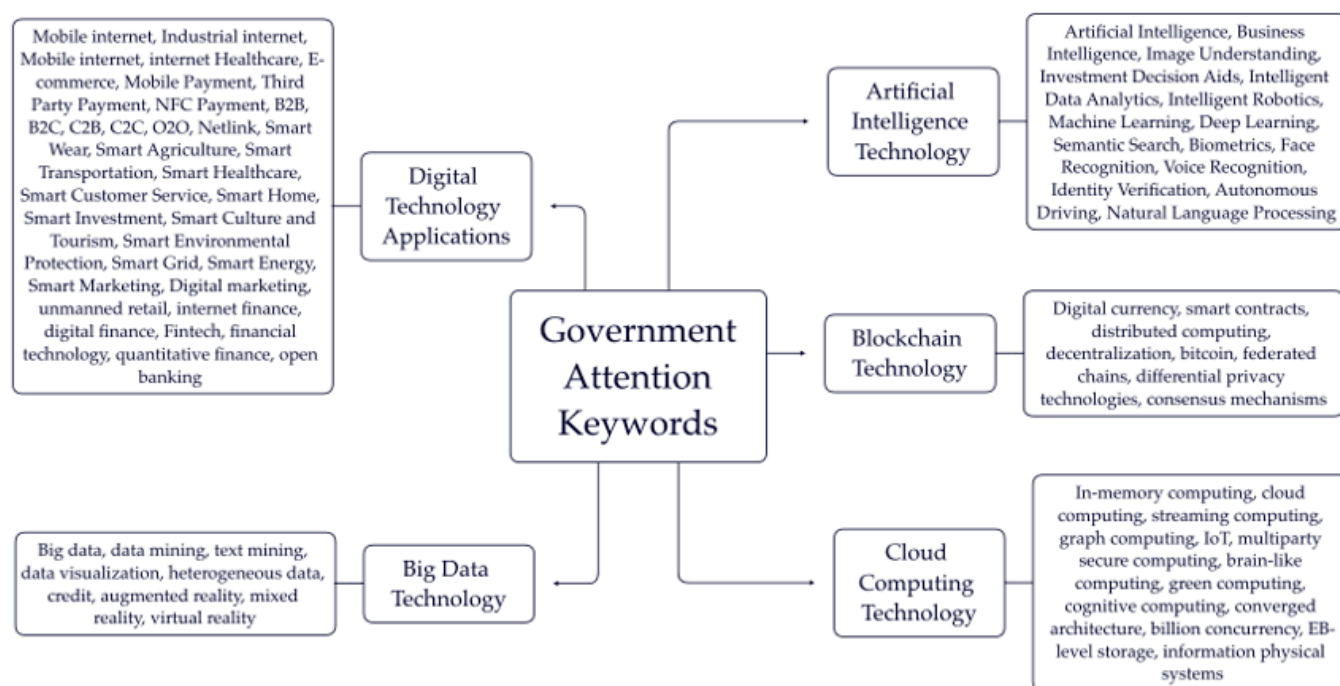 Mobile internet, Industrial internet,
Mobile internet, internet Healthcare, E-
commerce, Mobile Payment, Third
Party Payment, NFC Payment, B2B,
B2C, C2B, C2C, O2O, Netlink, Smart
Wear, Smart Agriculture, Smart
Transportation, Smart Healthcare,
Smart Customer Service, Smart Home,
Smart Investment, Smart Culture and
Tourism, Smart Environmental
Protection, Smart Grid, Smart Energy,
Smart Marketing, Digital marketing,
unmanned retail, internet finance,
digital finance, Fintech, financial
technology, quantitative finance, open
banking
Digital
Technology
Applications
Big data, data mining, text mining,
data visualization, heterogeneous data,
credit, augmented reality, mixed
reality, virtual reality
Big Data
Technology
Government
Attention
Keywords
Artificial
Intelligence
Technology
Artificial Intelligence, Business
Intelligence, Image Understanding,
Investment Decision Aids, Intelligent
Data Analytics, Intelligent Robotics,
Machine Learning, Deep Learning,
Semantic Search, Biometrics, Face
Recognition, Voice Recognition,
Identity Verification, Autonomous
Driving, Natural Language Processing
Blockchain
Technology
Digital currency, smart contracts,
distributed computing,
decentralization, bitcoin, federated
chains, differential privacy
technologies, consensus mechanisms
Cloud
Computing
Technology
In-memory computing, cloud
computing, streaming computing,
graph computing, IoT, multiparty
secure computing, brain-like
computing, green computing,
cognitive computing, converged
architecture, billion concurrency, EB-
level storage, information physical
systems